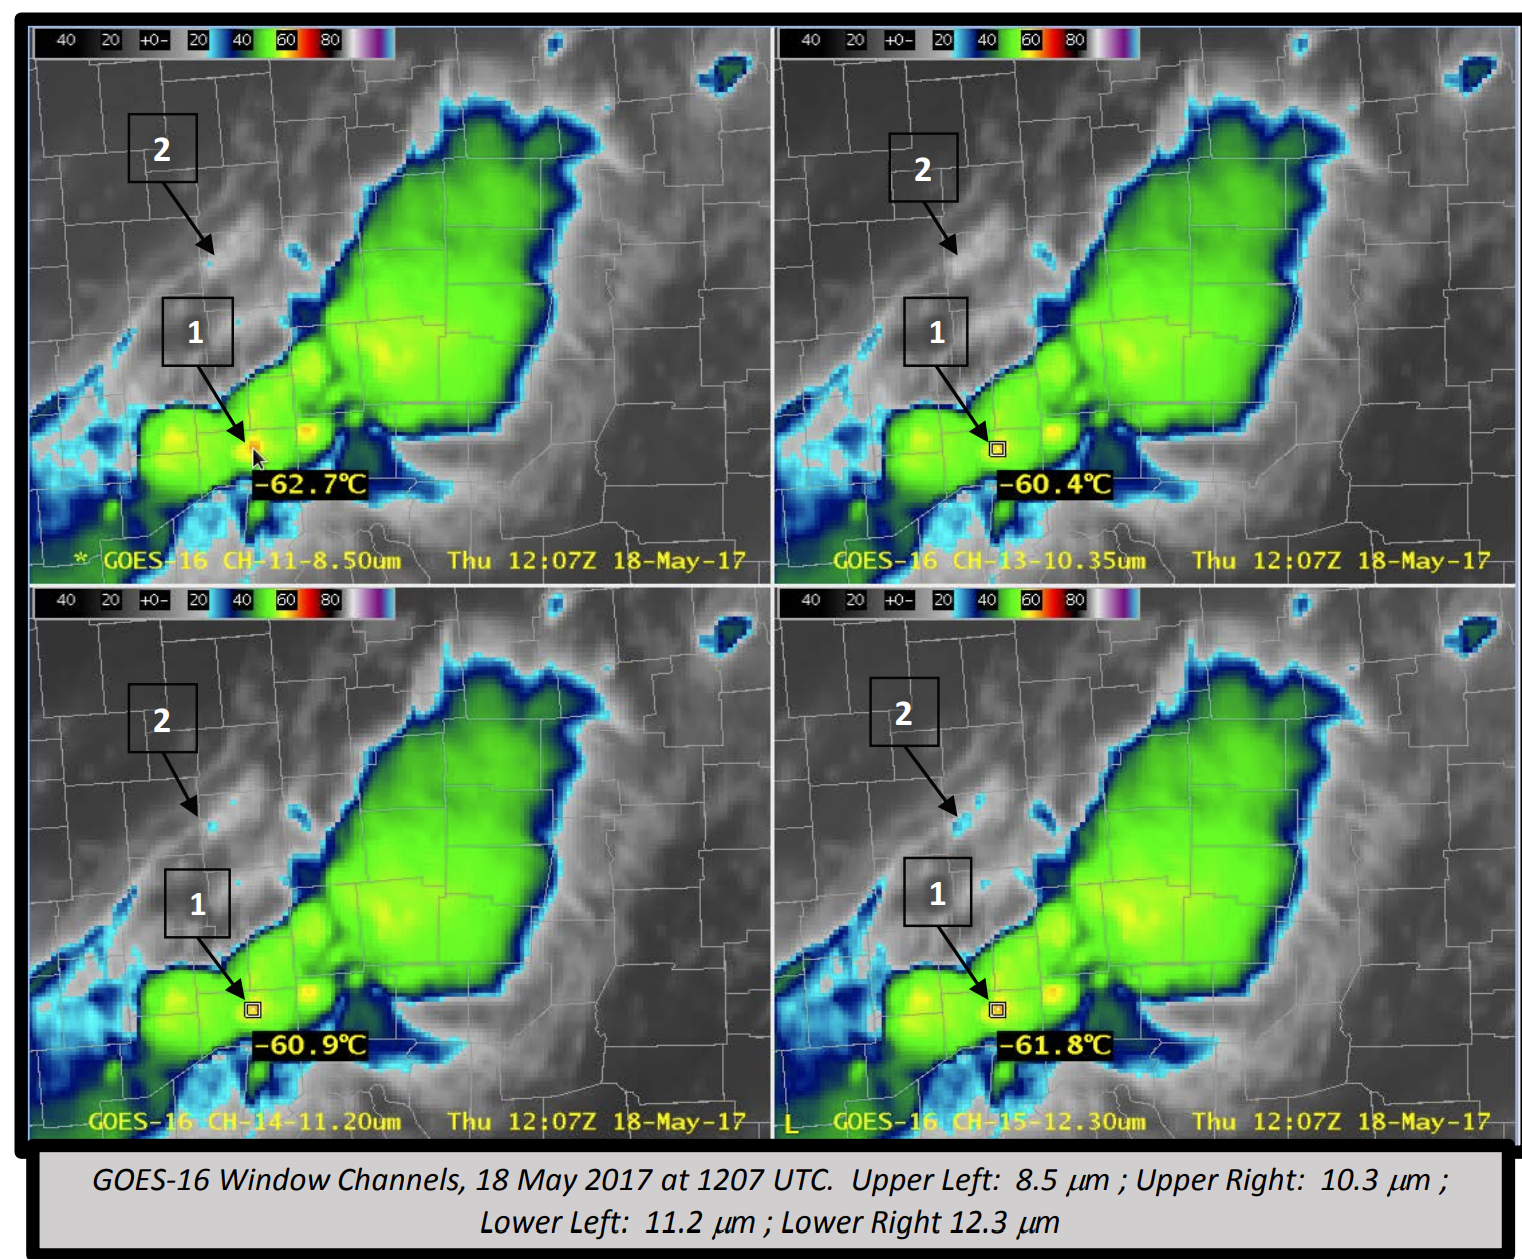 40 20 +0- 20 40 60 80
40 20 +0- 20 40 60 80
2
2
1
1
-62.7°C
-60.4°C
* GOES-16 CH-11-8.50um Thu 12:07Z 18-May-17
GOES-16 CH-13-10.35um Thu 12:07Z 18-May-17
40 20 +0- 20 40 60 80
40 20 +0- 20 40 60 80
2
2
1
1
-60.9°C
-61.8°C
GOES-16 CH-14-11.20um Thu 12:07Z 18-May-17
L GOES-16 CH-15-12.30um Thu 12:07Z 18-May-17
GOES-16 Window Channels, 18 May 2017 at 1207 UTC. Upper Left: 8.5 μm ; Upper Right: 10.3 μm ;
Lower Left: 11.2 μm ; Lower Right 12.3 μm